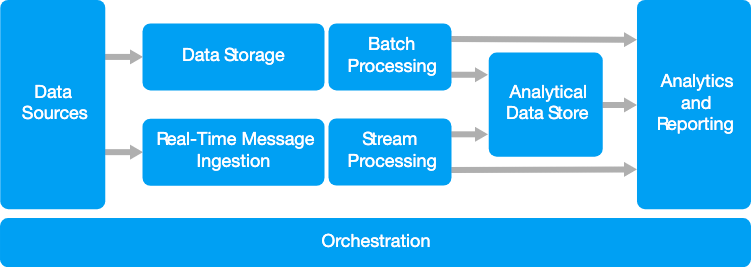 Data
Sources
Data Storage
Batch
Processing
Real-Time Message
Ingestion
Stream
Processing
Analytical
Data Store
Analytics
and
Reporting
Orchestration